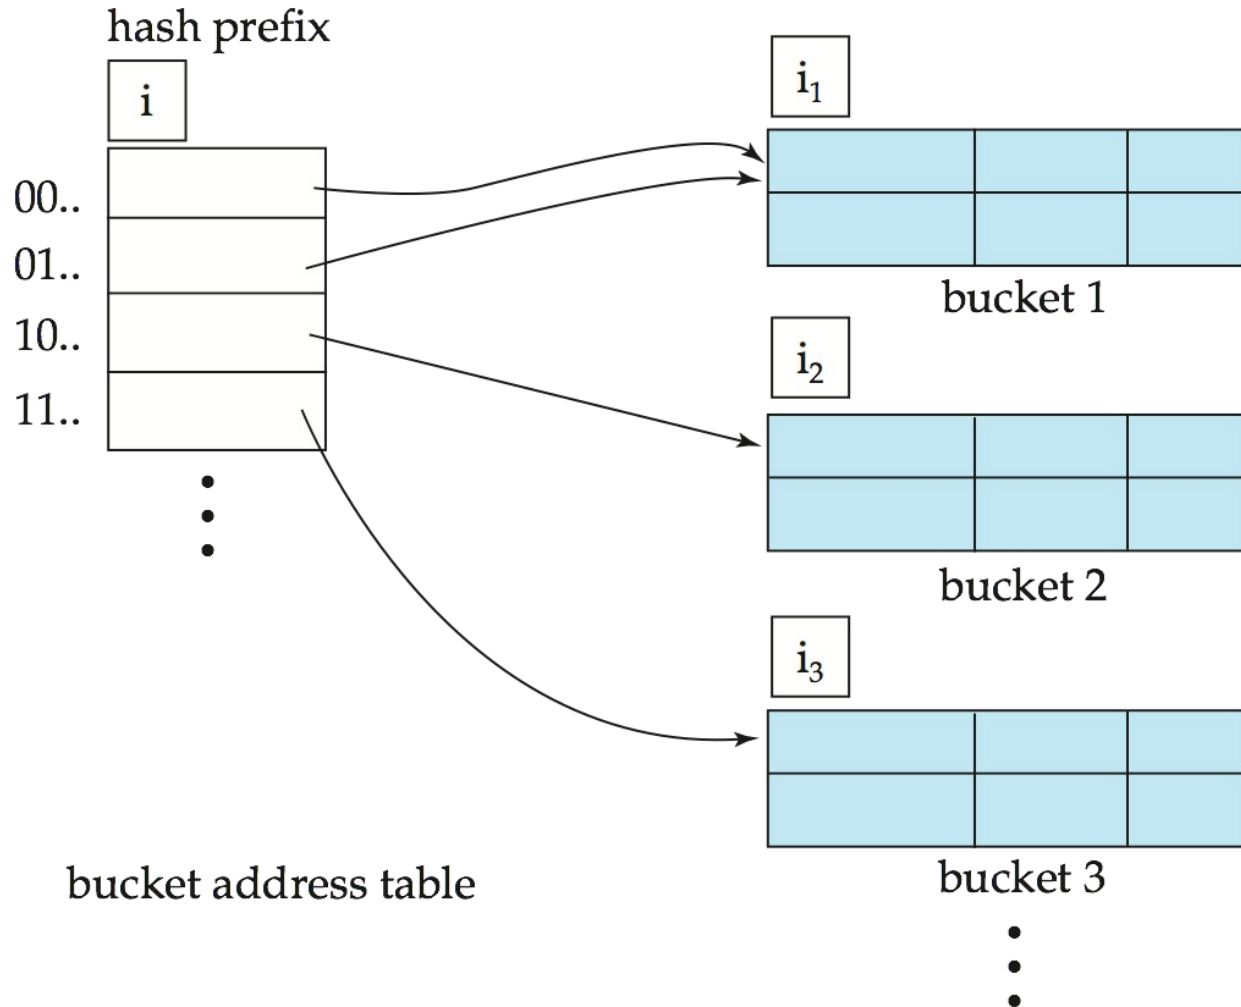 hash prefix
i
00..
01..
10..
11..
bucket address table
i₁
bucket 1
i₂
bucket 2
i₃
bucket 3